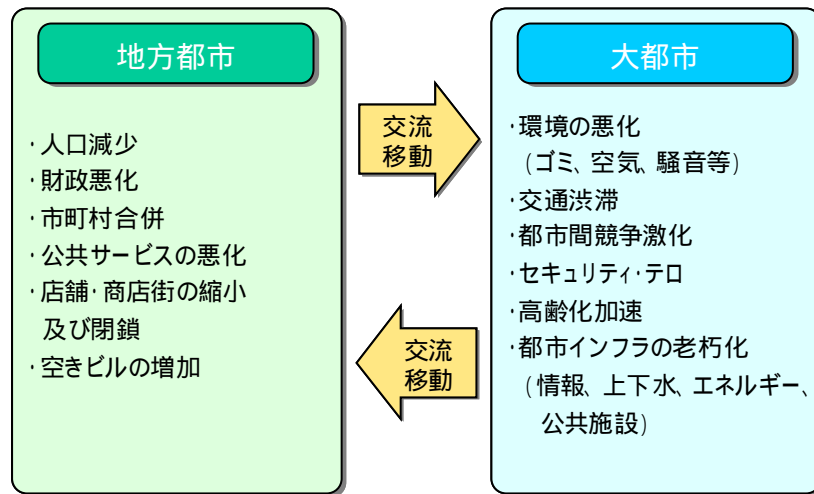 地方都市
・人口減少
・財政悪化
・市町村合併
・公共サービスの悪化
・店舗・商店街の縮小
及び閉鎖
・空きビルの増加
交流
移動
交流
移動
大都市
・環境の悪化
(ゴミ、空気、騒音等)
・交通渋滞
・都市間競争激化
・セキュリティ・テロ
・高齢化加速
・都市インフラの老朽化
(情報、上下水、エネルギー、
公共施設)